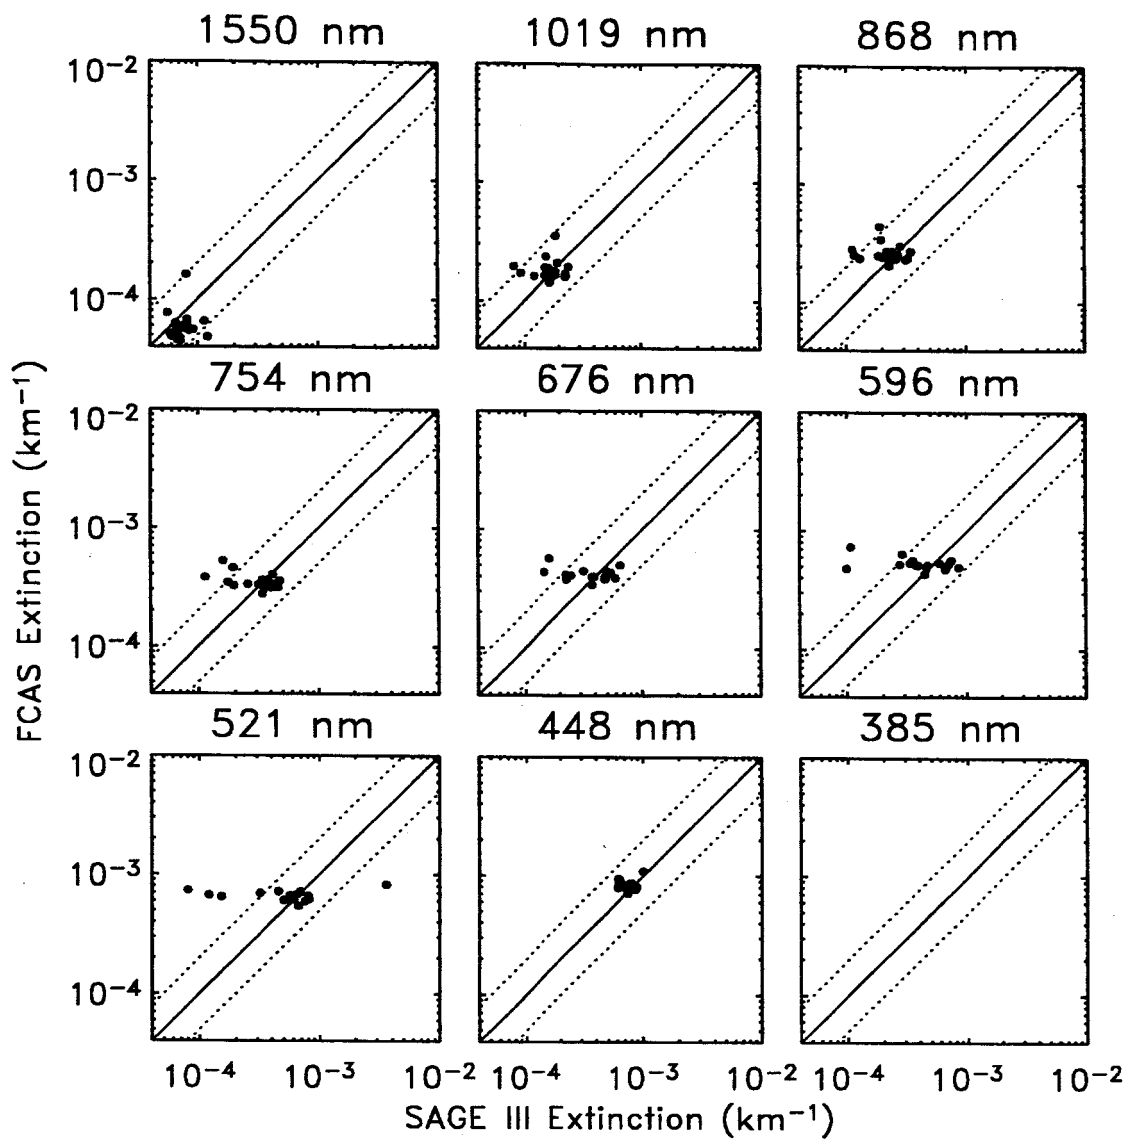 1550 nm 1019 nm 868 nm
10⁻²
10⁻³
10⁻⁴
754 nm 676 nm 596 nm
10⁻²
10⁻³
10⁻⁴
521 nm 448 nm 385 nm
10⁻²
10⁻³
10⁻⁴
10⁻⁴ 10⁻³ 10⁻² 10⁻⁴ 10⁻³ 10⁻² 10⁻⁴ 10⁻³ 10⁻²
SAGE III Extinction (km⁻¹)
FCAS Extinction (km⁻¹)